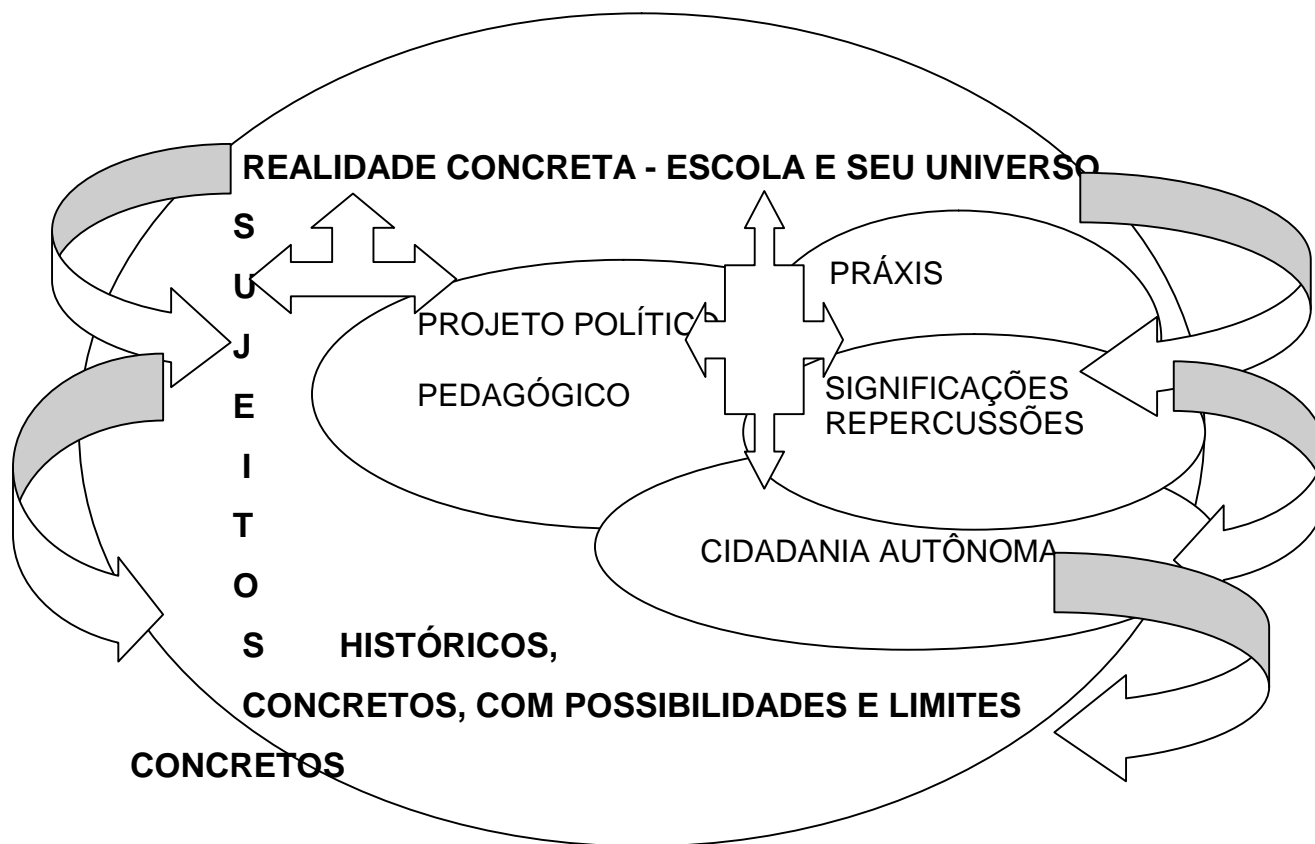 REALIDADE CONCRETA - ESCOLA E SEU UNIVERSO
SUJEITOS HISTÓRICOS,
CONCRETOS, COM POSSIBILIDADES E LIMITES
CONCRETOS
PROJETO POLÍTICO
PEDAGÓGICO
PRÁXIS
SIGNIFICAÇÕES
REPERCUSSÕES
CIDADANIA AUTÔNOMA